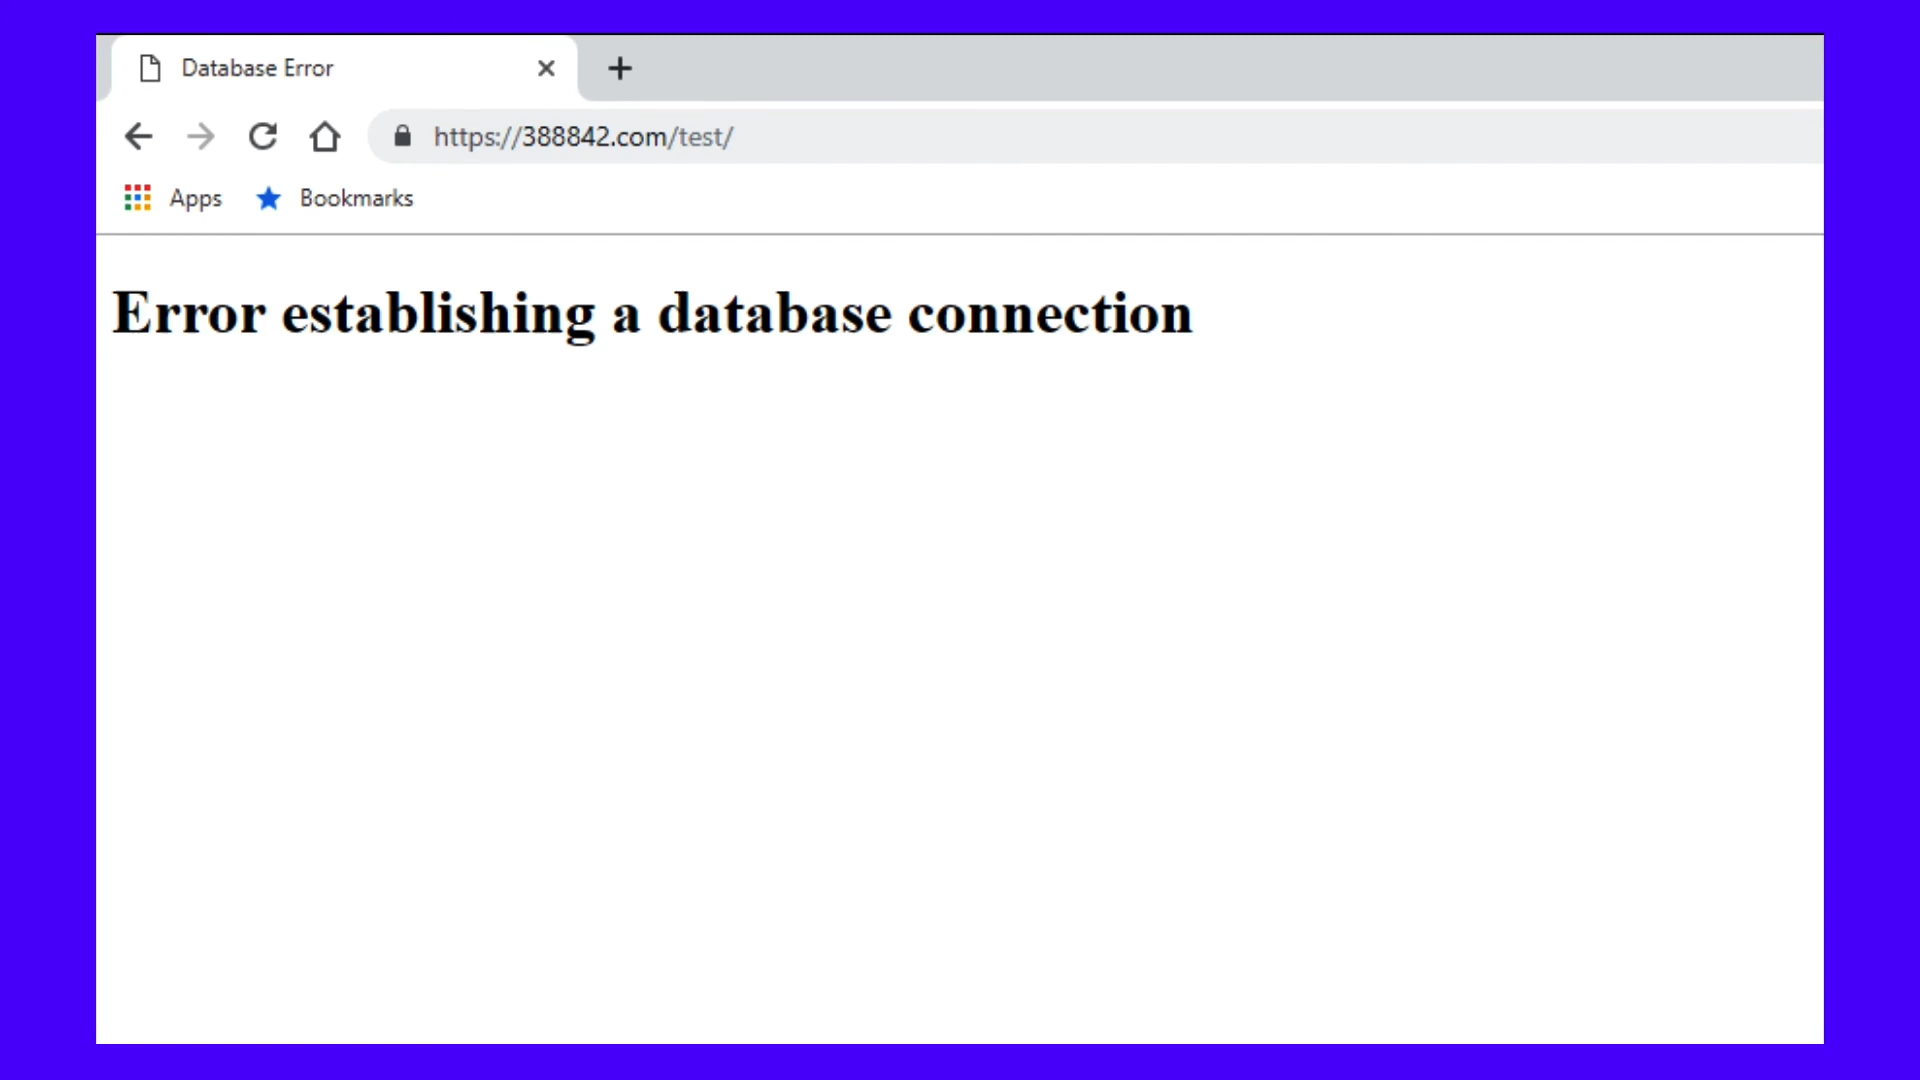 Database Error
https://388842.com/test/
Apps Bookmarks
Error establishing a database connection